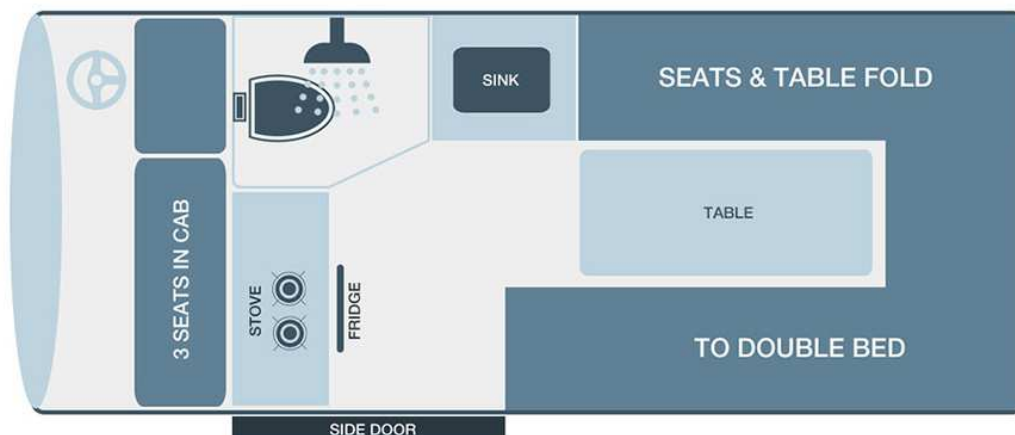 SINK
SEATS & TABLE FOLD
TABLE
3 SEATS IN CAB
STOVE
FRIDGE
TO DOUBLE BED
SIDE DOOR